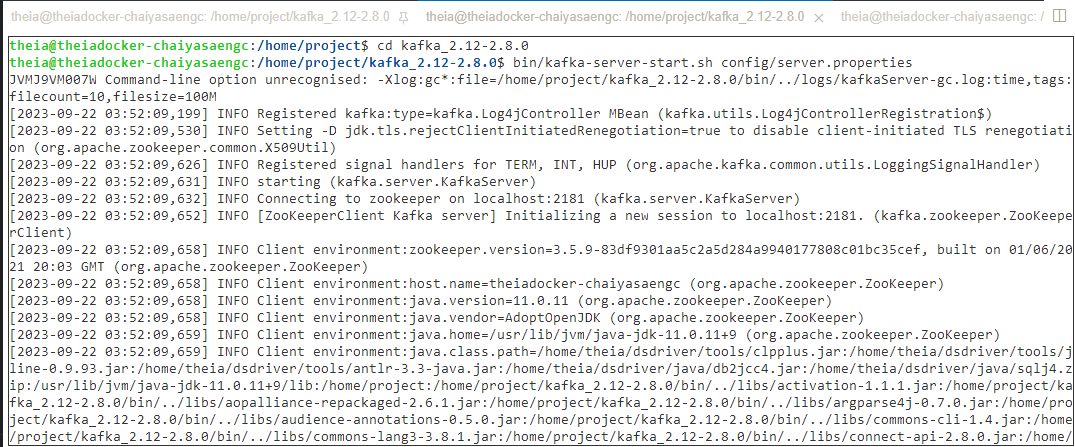 theia@theiadocker-chaiyasaengc: /home/project/kafka_2.12-2.8.0 theia@theiadocker-chaiyasaengc: /home/project/kafka_2.12-2.8.0 theia@theiadocker-chaiyasaengc: /home/project/kafka_2.12-2.8.0
theia@theiadocker-chaiyasaengc:/home/project$ cd kafka_2.12-2.8.0
theia@theiadocker-chaiyasaengc:/home/project/kafka_2.12-2.8.0$ bin/kafka-server-start.sh config/server.properties
JVMJ9VM007W Command-line option unrecognised: -Xlog:gc*:file=/home/project/kafka_2.12-2.8.0/bin/../logs/kafkaServer-gc.log:time,tags:
filecount=10,filesize=100M
[2023-09-22 03:52:09,199] INFO Registered kafka:type=kafka.Log4jController MBean (kafka.utils.Log4jControllerRegistration$)
[2023-09-22 03:52:09,530] INFO Setting -D jdk.tls.rejectClientInitiatedRenegotiation=true to disable client-initiated TLS renegotiati
on (org.apache.zookeeper.common.X509Util)
[2023-09-22 03:52:09,626] INFO Registered signal handlers for TERM, INT, HUP (org.apache.kafka.common.utils.LoggingSignalHandler)
[2023-09-22 03:52:09,631] INFO starting (kafka.server.KafkaServer)
[2023-09-22 03:52:09,632] INFO Connecting to zookeeper on localhost:2181 (kafka.server.KafkaServer)
[2023-09-22 03:52:09,652] INFO [ZooKeeperClient Kafka server] Initializing a new session to localhost:2181. (kafka.zookeeper.ZooKeepe
rClient)
[2023-09-22 03:52:09,658] INFO Client environment:zookeeper.version=3.5.9-83df9301aa5c2a5d284a9940177808c01bc35cef, built on 01/06/20
21 20:03 GMT (org.apache.zookeeper.ZooKeeper)
[2023-09-22 03:52:09,658] INFO Client environment:host.name=theiadocker-chaiyasaengc (org.apache.zookeeper.ZooKeeper)
[2023-09-22 03:52:09,658] INFO Client environment:java.version=11.0.11 (org.apache.zookeeper.ZooKeeper)
[2023-09-22 03:52:09,658] INFO Client environment:java.vendor=AdoptOpenJDK (org.apache.zookeeper.ZooKeeper)
[2023-09-22 03:52:09,659] INFO Client environment:java.home=/usr/lib/jvm/java-jdk-11.0.11+9 (org.apache.zookeeper.ZooKeeper)
[2023-09-22 03:52:09,659] INFO Client environment:java.class.path=/home/theia/dsdriver/tools/clpplus.jar:/home/theia/dsdriver/tools/j
line-0.9.93.jar:/home/theia/dsdriver/tools/antlr-3.3-java.jar:/home/theia/dsdriver/java/db2jcc4.jar:/home/theia/dsdriver/java/sqlj4.z
ip:/usr/lib/jvm/java-jdk-11.0.11+9/lib:/home/project:/home/project/kafka_2.12-2.8.0/bin/../libs/activation-1.1.1.jar:/home/project/ka
fka_2.12-2.8.0/bin/../libs/aopalliance-repackaged-2.6.1.jar:/home/project/kafka_2.12-2.8.0/bin/../libs/argparse4j-0.7.0.jar:/home/pro
ject/kafka_2.12-2.8.0/bin/../libs/audience-annotations-0.5.0.jar:/home/project/kafka_2.12-2.8.0/bin/../libs/commons-cli-1.4.jar:/home
/project/kafka_2.12-2.8.0/bin/../libs/commons-lang3-3.8.1.jar:/home/project/kafka_2.12-2.8.0/bin/../libs/connect-api-2.8.0.jar:/home/